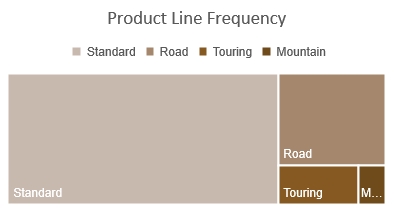 Product Line Frequency
Standard Road Touring Mountain
Road
Standard
Touring
M...